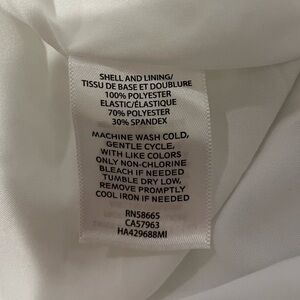 SHELL AND LINING/
TISSU DE BASE ET DOUBLURE
100% POLYESTER
ELASTIC/ÉLASTIQUE
70% POLYESTER
30% SPANDEX
MACHINE WASH COLD,
GENTLE CYCLE,
WITH LIKE COLORS
ONLY NON-CHLORINE
BLEACH IF NEEDED
TUMBLE DRY LOW,
REMOVE PROMPTLY
COOL IRON IF NEEDED
RN58665
CA57963
HA429688MI